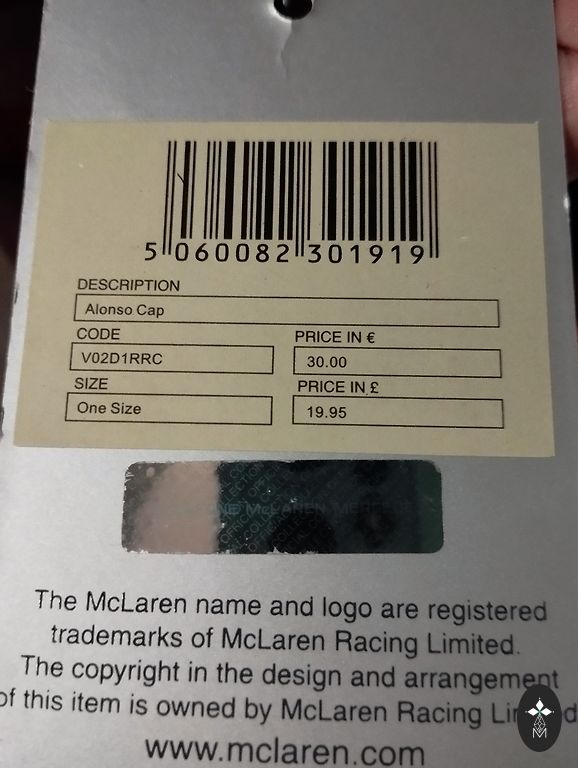 5 060082 301919
DESCRIPTION
Alonso Cap
CODE
PRICE IN €
V02D1RRC
30.00
SIZE
PRICE IN £
One Size
19.95
McLAREN MERCEDES
The McLaren name and logo are registered
trademarks of McLaren Racing Limited.
The copyright in the design and arrangement
of this item is owned by McLaren Racing
www.mclaren.com
M